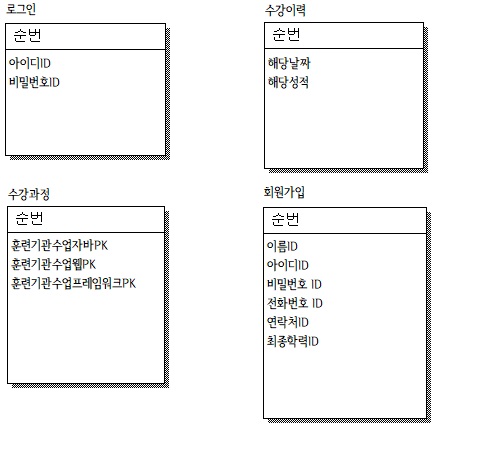 로그인
순번
아이디ID
비밀번호ID
수강이력
순번
해당날짜
해당성적
수강과정
순번
훈련기관수업자바PK
훈련기관수업웹PK
훈련기관수업프레임워크PK
회원가입
순번
이름ID
아이디ID
비밀번호 ID
전화번호 ID
연락처ID
최종학력ID